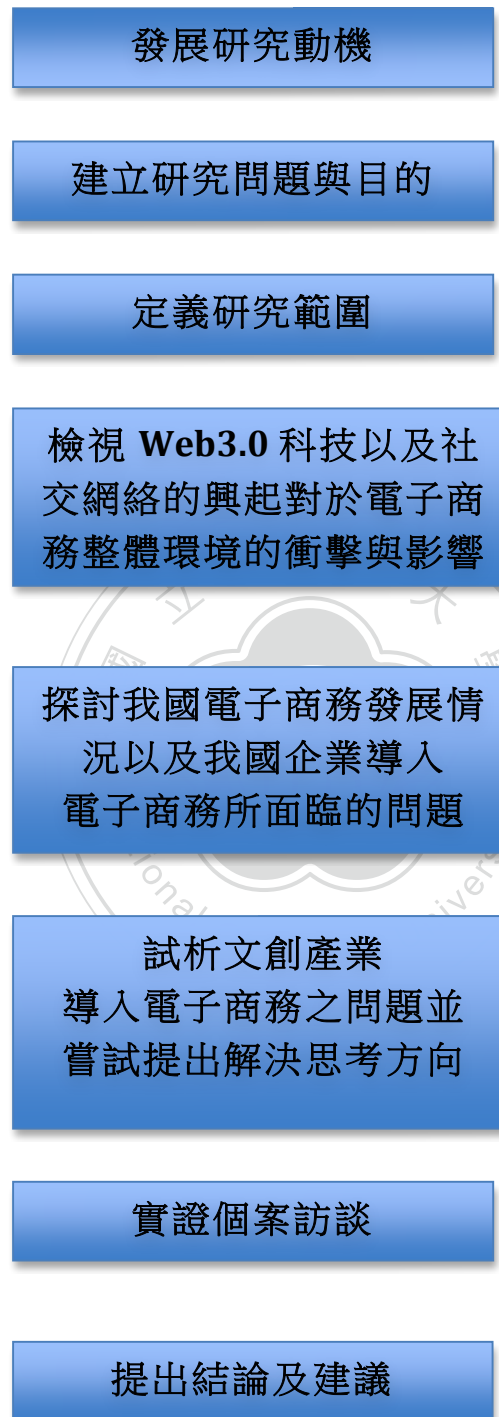 發展研究動機
建立研究問題與目的
定義研究範圍
檢視 Web3.0 科技以及社
交網絡的興起對於電子商
務整體環境的衝擊與影響
探討我國電子商務發展情
況以及我國企業導入
電子商務所面臨的問題
試析文創產業
導入電子商務之問題並
嘗試提出解決思考方向
實證個案訪談
提出結論及建議